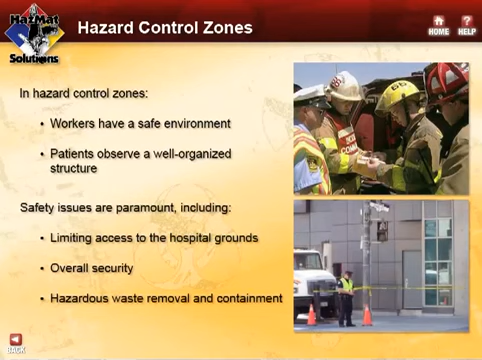 HazMat
Solutions
Hazard Control Zones
HOME
HELP
In hazard control zones:
• Workers have a safe environment
• Patients observe a well-organized
structure
Safety issues are paramount, including:
• Limiting access to the hospital grounds
• Overall security
• Hazardous waste removal and containment
BACK